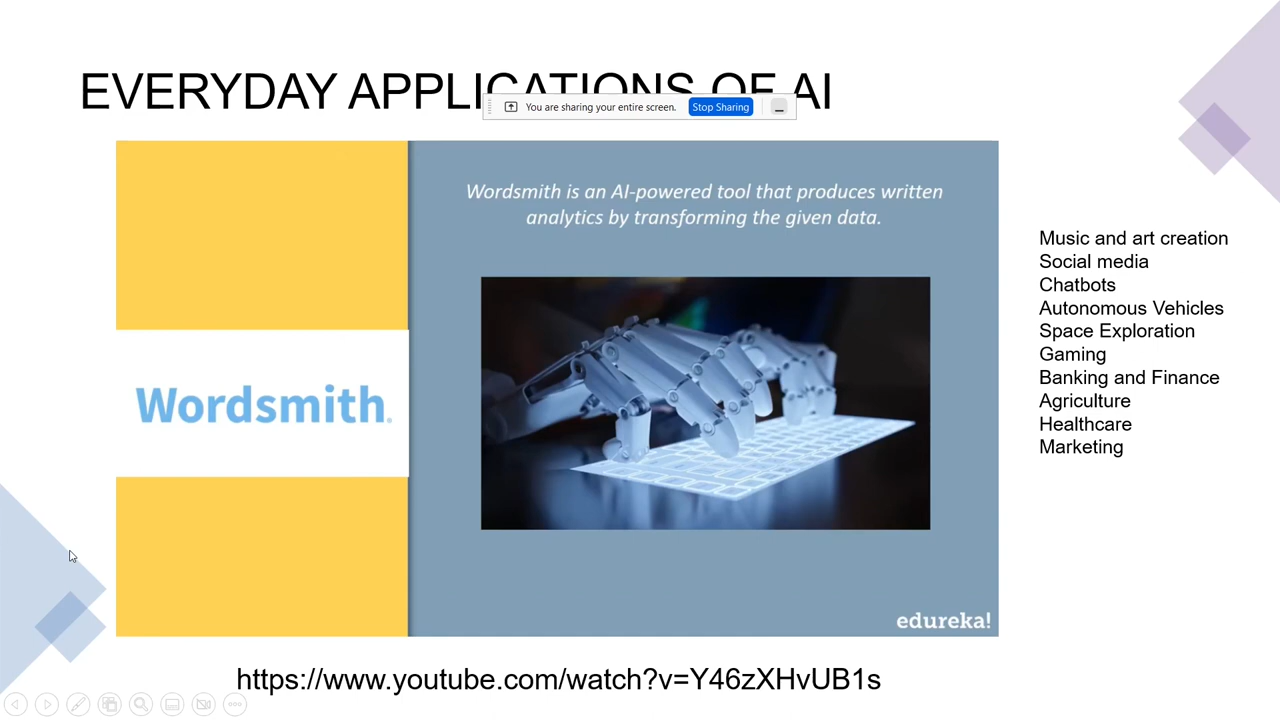 EVERYDAY APPLICATIONS OF AI
You are sharing your entire screen. Stop Sharing
Wordsmith is an AI-powered tool that produces written
analytics by transforming the given data.
Wordsmith
edureka!
Music and art creation
Social media
Chatbots
Autonomous Vehicles
Space Exploration
Gaming
Banking and Finance
Agriculture
Healthcare
Marketing
https://www.youtube.com/watch?v=Y46zXHvUB1s